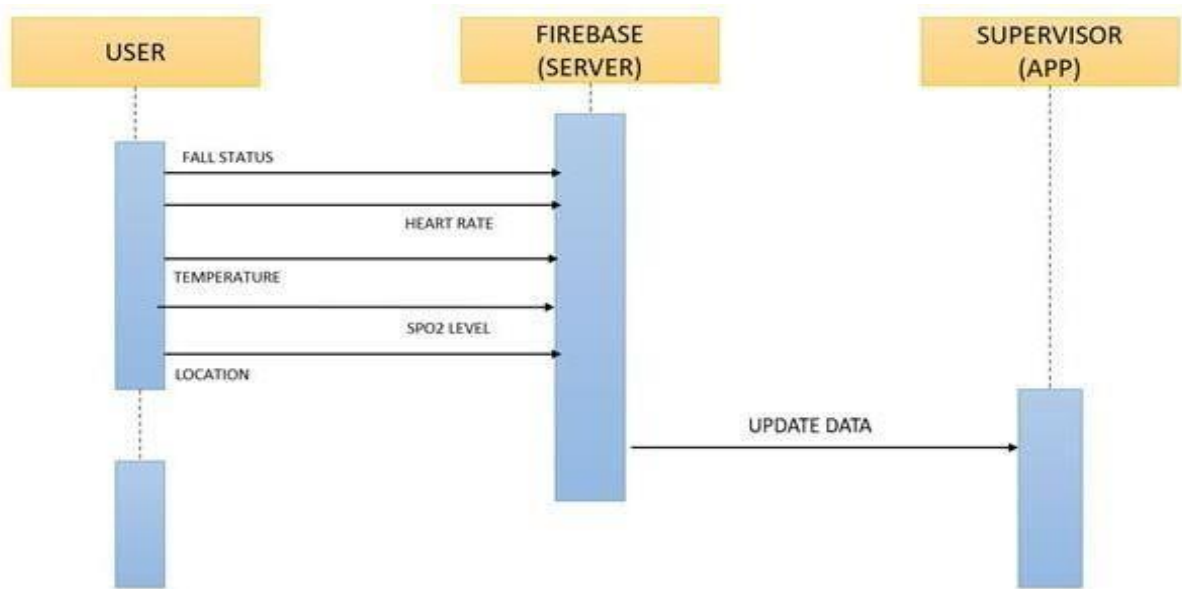 USER
FIREBASE
(SERVER)
SUPERVISOR
(APP)
FALL STATUS
HEART RATE
TEMPERATURE
SPO2 LEVEL
LOCATION
UPDATE DATA